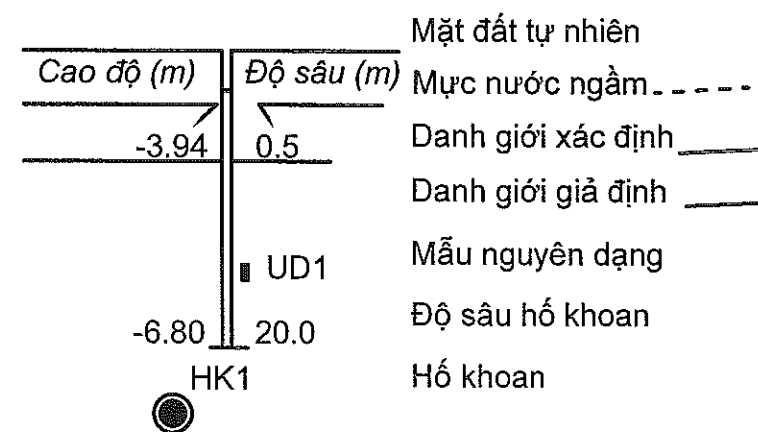 Mặt đất tự nhiên
Cao độ (m) Độ sâu (m) Mực nước ngầm
-3.94 0.5 Danh giới xác định
Danh giới giả định
UD1 Mẫu nguyên dạng
-6.80 20.0 Độ sâu hố khoan
HK1 Hố khoan